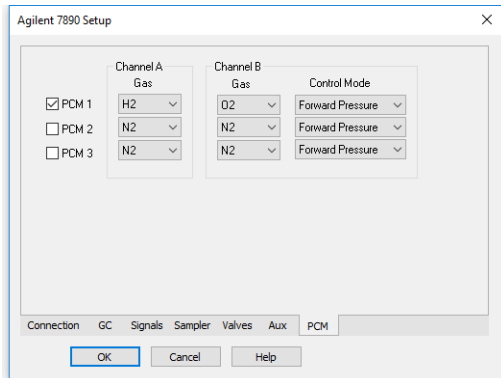 Agilent 7890 Setup
Channel A
Channel B
Gas
Gas
Control Mode
PCM 1
H2
O2
Forward Pressure
PCM 2
N2
N2
Forward Pressure
PCM 3
N2
N2
Forward Pressure
Connection GC Signals Sampler Valves Aux PCM
OK Cancel Help